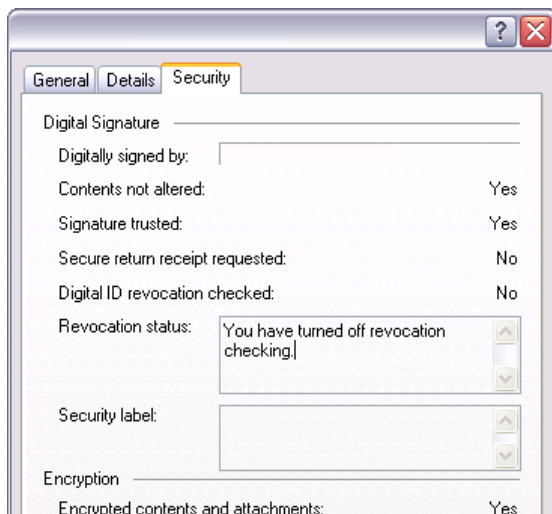 General Details Security
Digital Signature
Digitally signed by:
Contents not altered: Yes
Signature trusted: Yes
Secure return receipt requested: No
Digital ID revocation checked: No
Revocation status: You have turned off revocation
checking.
Security label:
Encryption
Encrypted contents and attachments: Yes